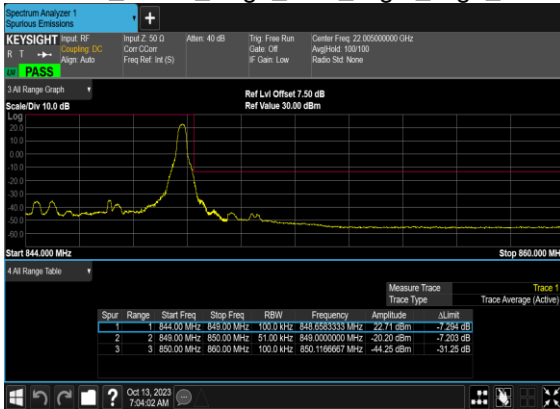 Spectrum Analyzer 1
Spurious Emissions
+
KEYSIGHT Input: RF Input Z: 50 Ω Atten: 40 dB Trig: Free Run Center Freq: 22.005000000 GHz
R T Coupling: DC Corr CCorr Gate: Off Avg|Hold: 100/100
Align: Auto Freq Ref: Int (S) IF Gain: Low Radio Std: None
PASS
3 All Range Graph Ref Lvl Offset 7.50 dB
Scale/Div 10.0 dB Ref Value 30.00 dBm
Log
20.0
10.0
0.00
-10.0
-20.0
-30.0
-40.0
-50.0
-60.0
Start 844.000 MHz Stop 860.000 MH
4 All Range Table
Measure Trace Trace 1
Trace Type Trace Average (Active)
Spur Range Start Freq Stop Freq RBW Frequency Amplitude ΔLimit
1 1 844.00 MHz 849.00 MHz 100.0 kHz 848.6583333 MHz 22.71 dBm -7.294 dB
2 2 849.00 MHz 850.00 MHz 51.00 kHz 849.0000000 MHz -20.20 dBm -7.203 dB
3 3 850.00 MHz 860.00 MHz 100.0 kHz 850.1166667 MHz -44.25 dBm -31.25 dB
? Oct 13, 2023
7:04:02 AM